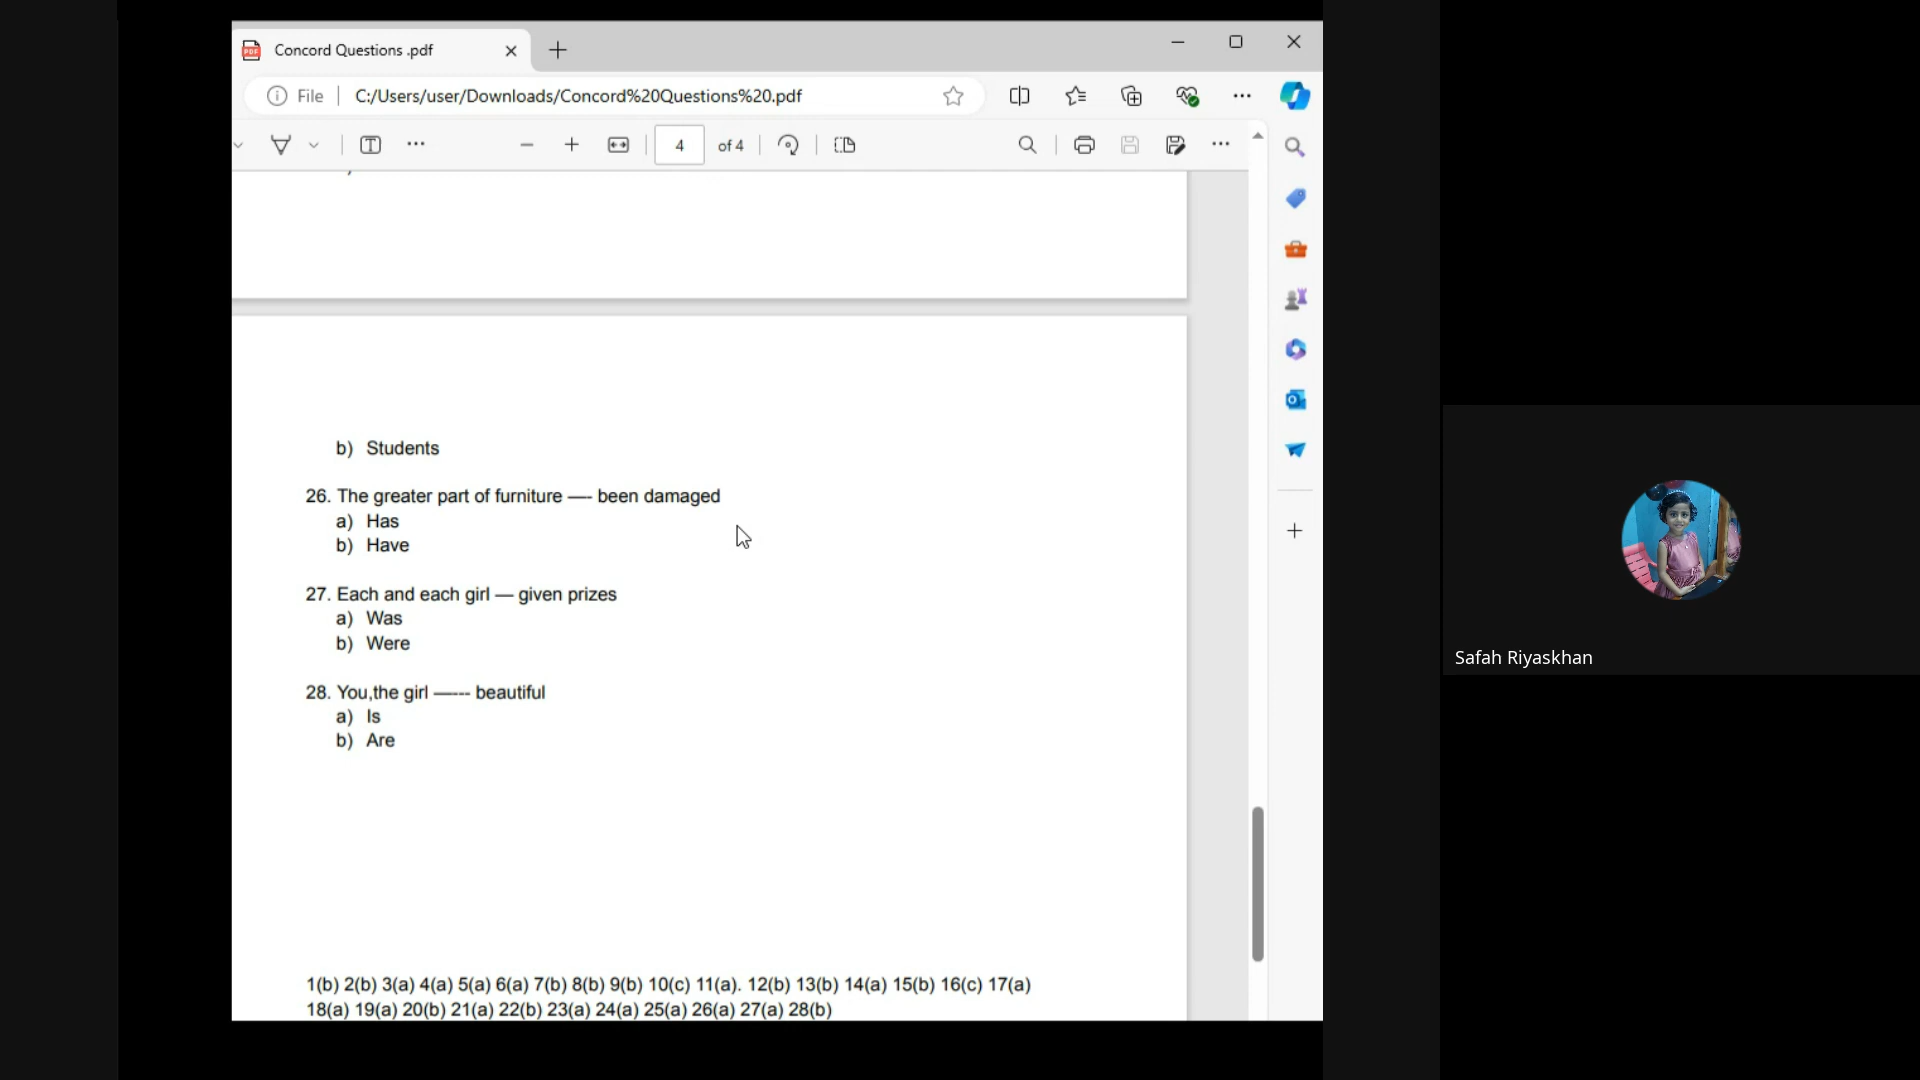 Concord Questions .pdf
File
C:/Users/user/Downloads/Concord%20Questions%20.pdf
4 of 4
b) Students
26. The greater part of furniture —- been damaged
a) Has
b) Have
27. Each and each girl — given prizes
a) Was
b) Were
28. You,the girl —--- beautiful
a) Is
b) Are
1(b) 2(b) 3(a) 4(a) 5(a) 6(a) 7(b) 8(b) 9(b) 10(c) 11(a). 12(b) 13(b) 14(a) 15(b) 16(c) 17(a)
18(a) 19(a) 20(b) 21(a) 22(b) 23(a) 24(a) 25(a) 26(a) 27(a) 28(b)
Safah Riyaskhan